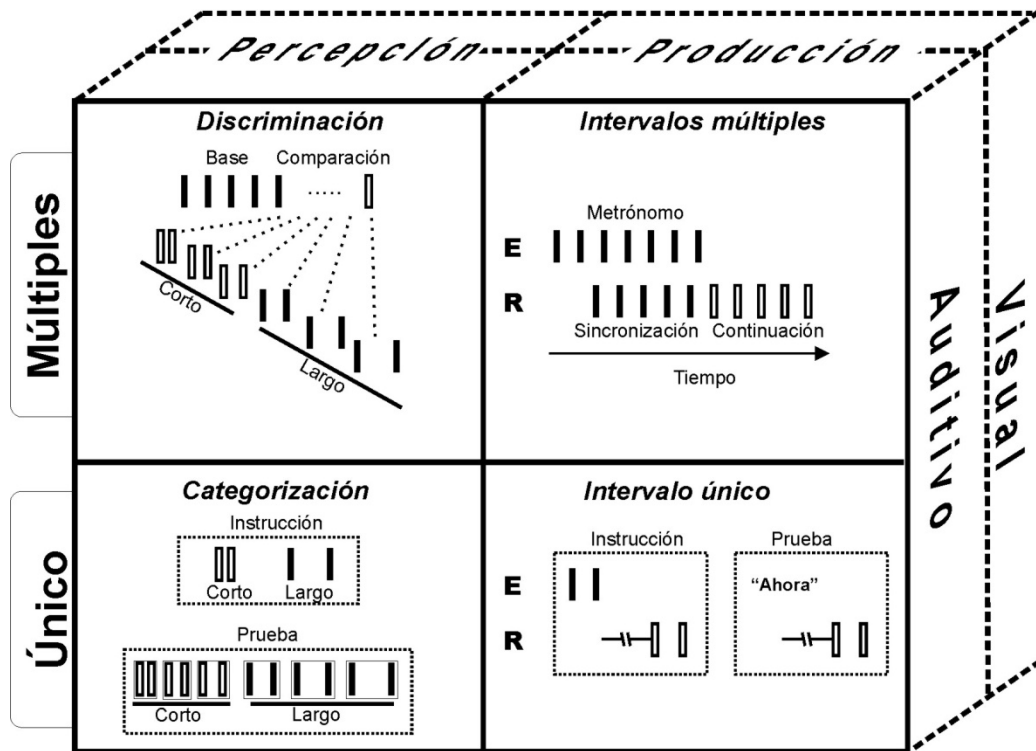 Percepción Producción
Múltiples
Discriminación
Base Comparación
Corto
Largo
Intervalos múltiples
Metrónomo
E
R
Sincronización Continuación
Tiempo
Único
Categorización
Instrucción
Corto Largo
Prueba
Corto Largo
Intervalo único
Instrucción Prueba
E
“Ahora”
R
Auditivo
Visual